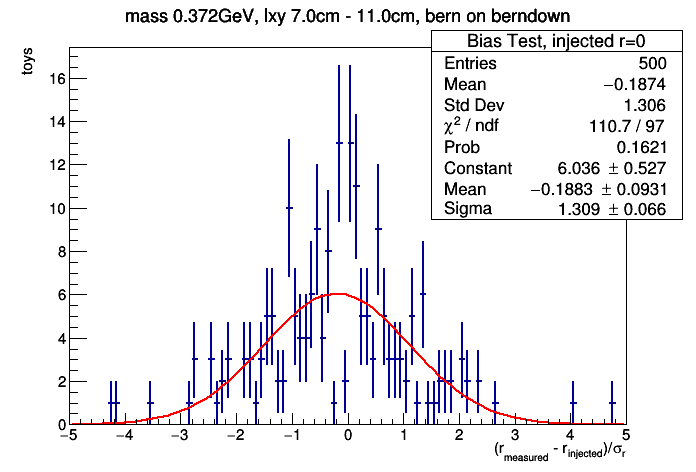 mass 0.372GeV, lxy 7.0cm - 11.0cm, bern on berndown
Bias Test, injected r=0
Entries 500
Mean −0.1874
Std Dev 1.306
χ² / ndf 110.7 / 97
Prob 0.1621
Constant 6.036 ± 0.527
Mean −0.1883 ± 0.0931
Sigma 1.309 ± 0.066
toys
16
14
12
10
8
6
4
2
0
−5 −4 −3 −2 −1 0 1 2 3 4 5
(r_measured - r_injected)/σ_r